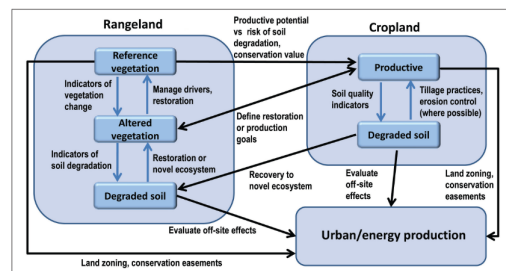 Rangeland
Productive potential
vs risk of soil
degradation,
conservation value
Cropland
Reference
vegetation
Productive
Indicators of
vegetation
change
Manage drivers,
restoration
Soil quality
indicators
Tillage practices,
erosion control
(where possible)
Altered
vegetation
Define restoration
or production
goals
Degraded soil
Indicators of
soil degradation
Restoration or
novel ecosystem
Recovery to
novel ecosystem
Evaluate
off-site
effects
Land zoning,
conservation
easements
Degraded soil
Evaluate off-site effects
Urban/energy production
Land zoning, conservation easements